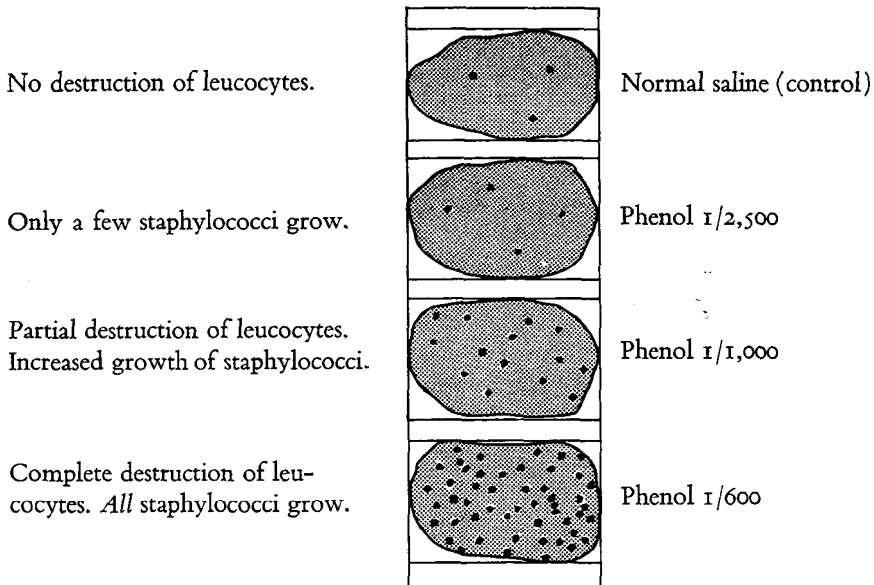 No destruction of leucocytes.
Normal saline (control)
Only a few staphylococci grow.
Phenol 1/2,500
Partial destruction of leucocytes.
Increased growth of staphylococci.
Phenol 1/1,000
Complete destruction of leu-
cocytes. All staphylococci grow.
Phenol 1/600